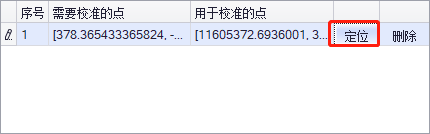 序号 需要校准的点 用于校准的点
1 [378.365433365824, -... [11605372.6936001, 3... 定位 删除